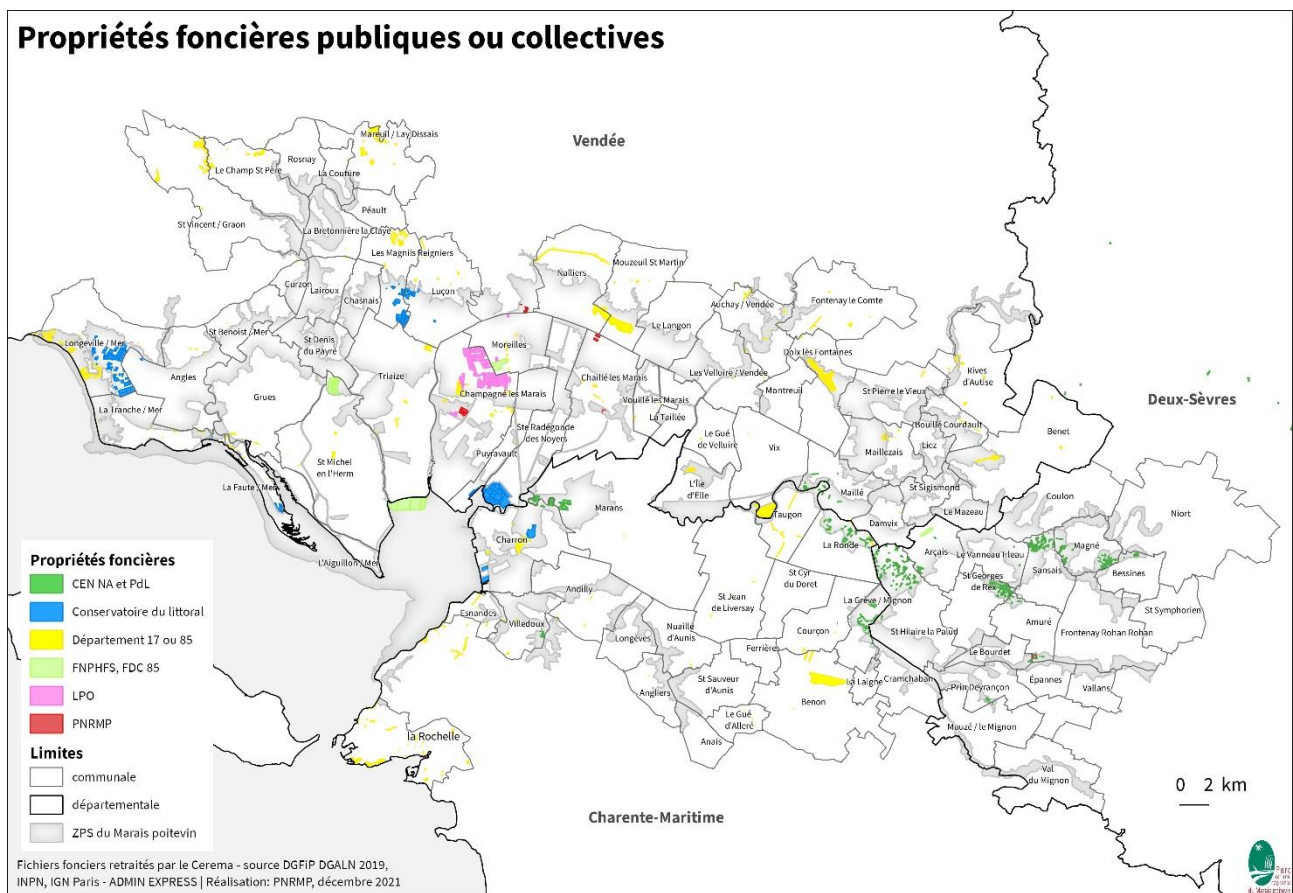 Propriétés foncières publiques ou collectives
Vendée
Mareuil / Lay Dissais
Rosnay
Le Champ St Père
La Couture
Péault
St Vincent / Graon
La Bretonnière la Claye
Les Magnils Reigniers
Mouzeuil St Martin
Nalliers
Curzon
Lairoux
Luçon
Chasnais
Auchay / Vendée
Fontenay le Comte
St Benoist / Mer
Le Langon
Longeville / Mer
St Denis
du Payré
Moreilles
Doix lès Fontaines
Rives
d'Autise
Angles
Triaize
Chaillé les Marais
Les Velluire / Vendée
Grues
Champagné les Marais
Vouillé les Marais
Montreuil
St Pierre le Vieux
Deux-Sèvres
La Tranche / Mer
La Taillée
Ste Radégonde
des Noyers
Bouillé Courdault
Benet
Le Gué
de Velluire
Vix
Maillezais
Liez
St Michel
en l'Herm
Puyravault
L'Île
d'Elle
La Faute / Mer
Maillé
St Sigismond
Coulon
Niort
Marans
Taugon
Damvix
Le Mazeau
Charron
La Ronde
Arçais
Le Vanneau Irleau
Magné
L'Aiguillon / Mer
Sansais
Bessines
St Cyr
du Doret
St Georges
de Rex
Andilly
St Jean
de Liversay
La Grève / Mignon
St Symphorien
Esnandes
Villedoux
Amuré
Nuaillé
d'Aunis
Courçon
St Hilaire la Palud
Frontenay Rohan Rohan
Longèves
Ferrières
Le Bourdet
St Sauveur
d'Aunis
La Laigne
Cramchaban
Épannes
Vallans
Angliers
Benon
Prin Deyrançon
Le Gué
d'Alleré
Mauzé / le Mignon
la Rochelle
Anais
Val
du Mignon
Charente-Maritime
0 2 km
Propriétés foncières
CEN NA et PdL
Conservatoire du littoral
Département 17 ou 85
FNPHFS, FDC 85
LPO
PNRMP
Limites
communale
départementale
ZPS du Marais poitevin
Fichiers fonciers retraités par le Cerema - source DGFiP DGALN 2019,
INPN, IGN Paris - ADMIN EXPRESS | Réalisation: PNRMP, décembre 2021
Parc
naturel
régional
du Marais poitevin